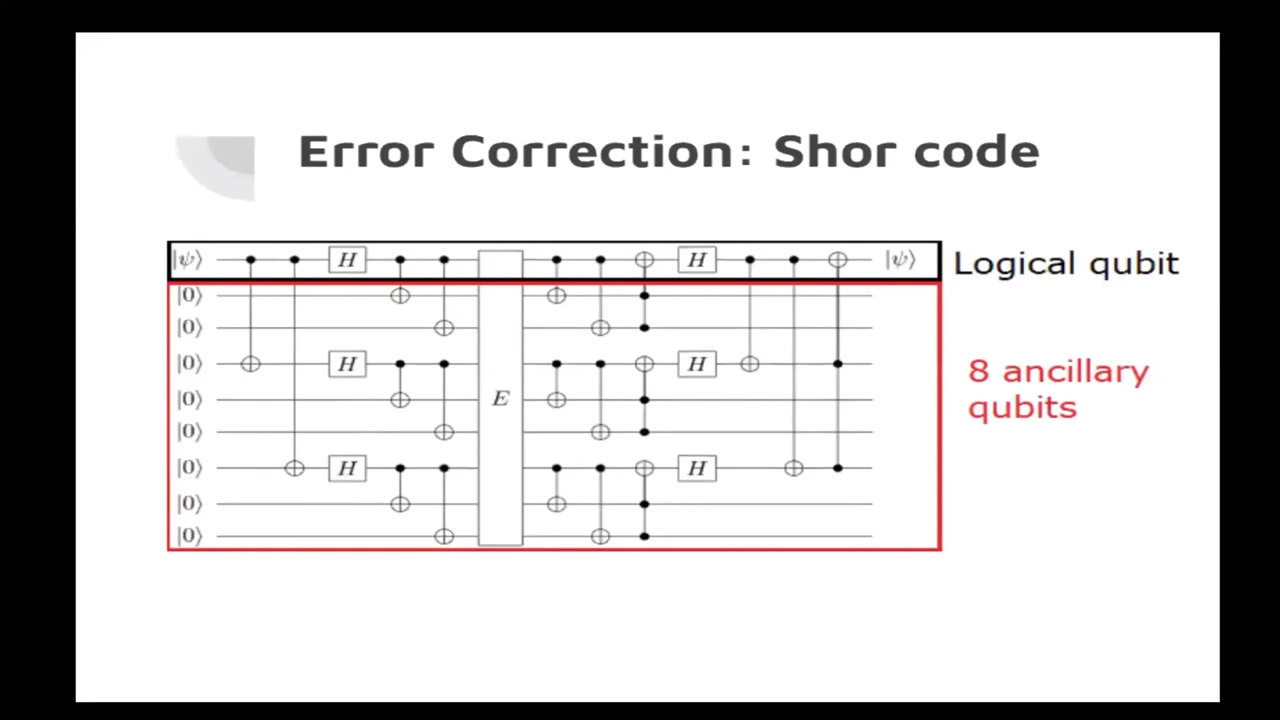 Error Correction: Shor code
|ψ⟩ H H |ψ⟩ Logical qubit
|0⟩
|0⟩
|0⟩ H H 8 ancillary
|0⟩ E qubits
|0⟩
|0⟩ H H
|0⟩
|0⟩